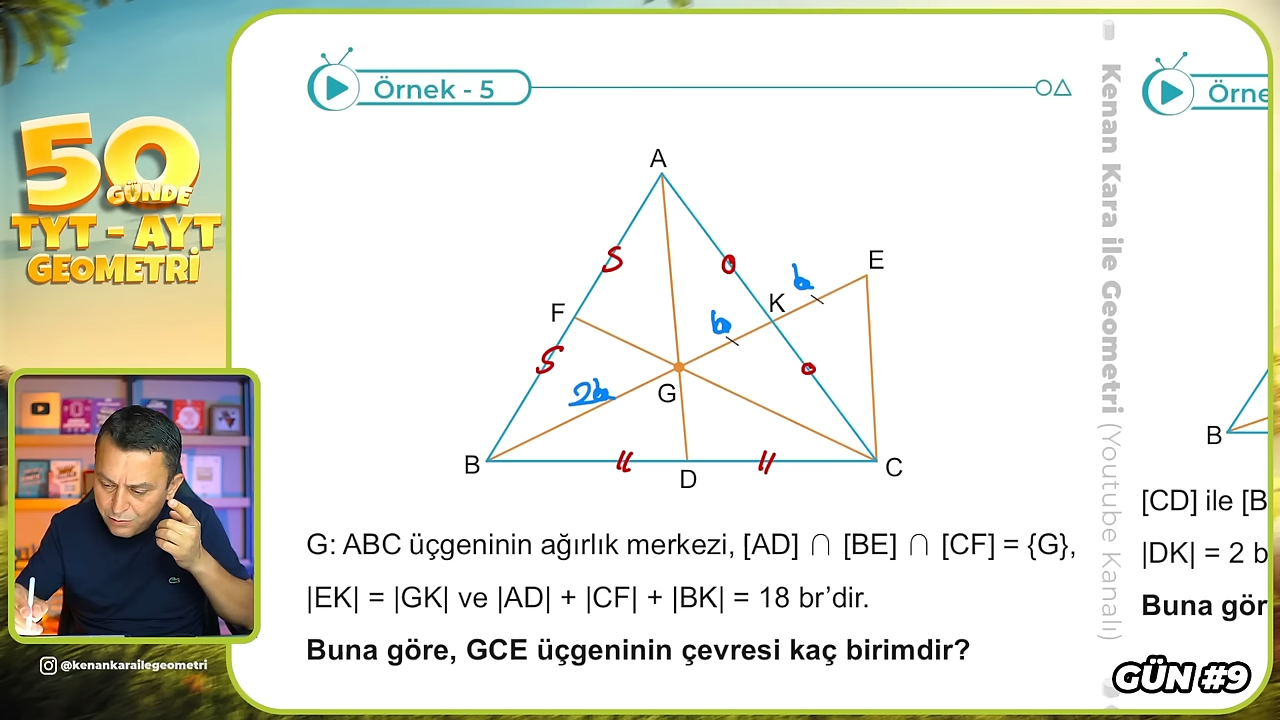 50
GÜNDE
TYT - AYT
GEOMETRİ
Örnek - 5
A
E
F
K
G
B
D
C
S
S
o
o
b
b
2b
G: ABC üçgeninin ağırlık merkezi, [AD] ∩ [BE] ∩ [CF] = {G},
|EK| = |GK| ve |AD| + |CF| + |BK| = 18 br’dir.
Buna göre, GCE üçgeninin çevresi kaç birimdir?
Kenan Kara ile Geometri (Youtube Kanalı)
Örne
B
[CD] ile [B
|DK| = 2 b
Buna gör
GÜN #9
@kenankarailegeometri